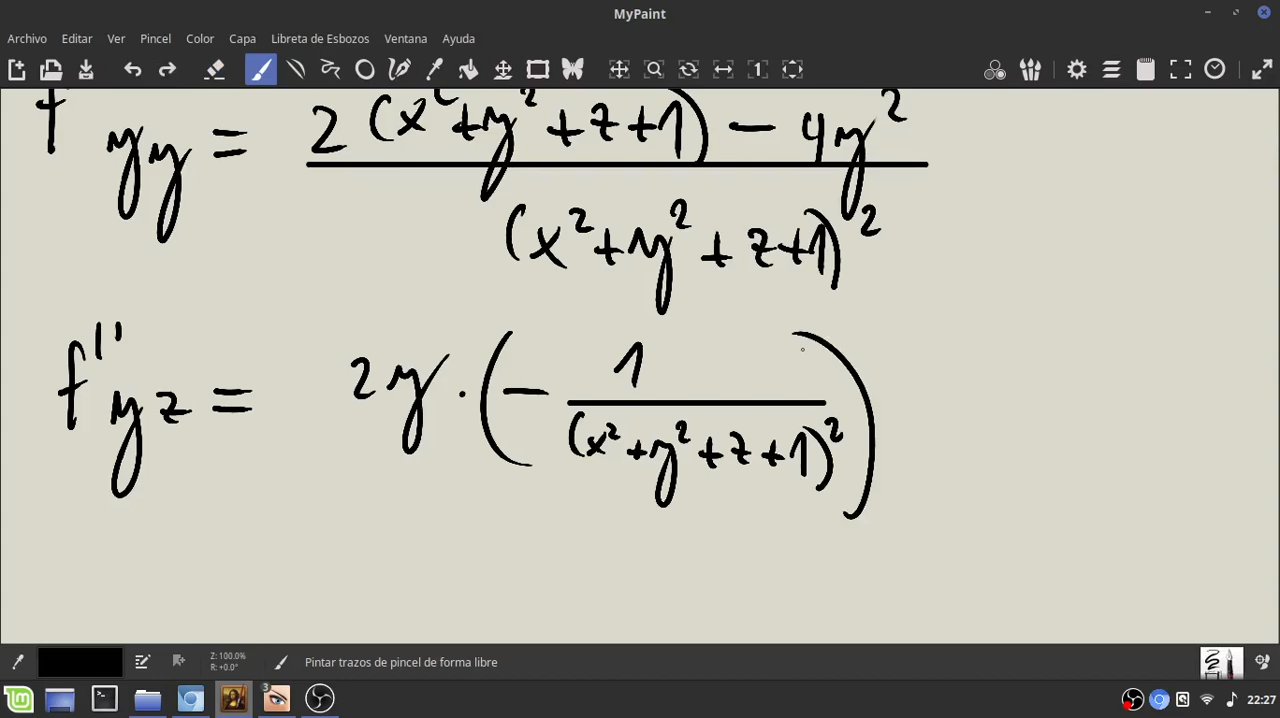 MyPaint
Archivo Editar Ver Pincel Color Capa Libreta de Esbozos Ventana Ayuda
f yy = 2 (x²+y²+z+1) − 4y²
(x²+y²+z+1)²
f'' yz = 2y · (− 1
(x²+y²+z+1)²)
Z: 100.0%
R: +0.0°
Pintar trazos de pincel de forma libre
3
22:27